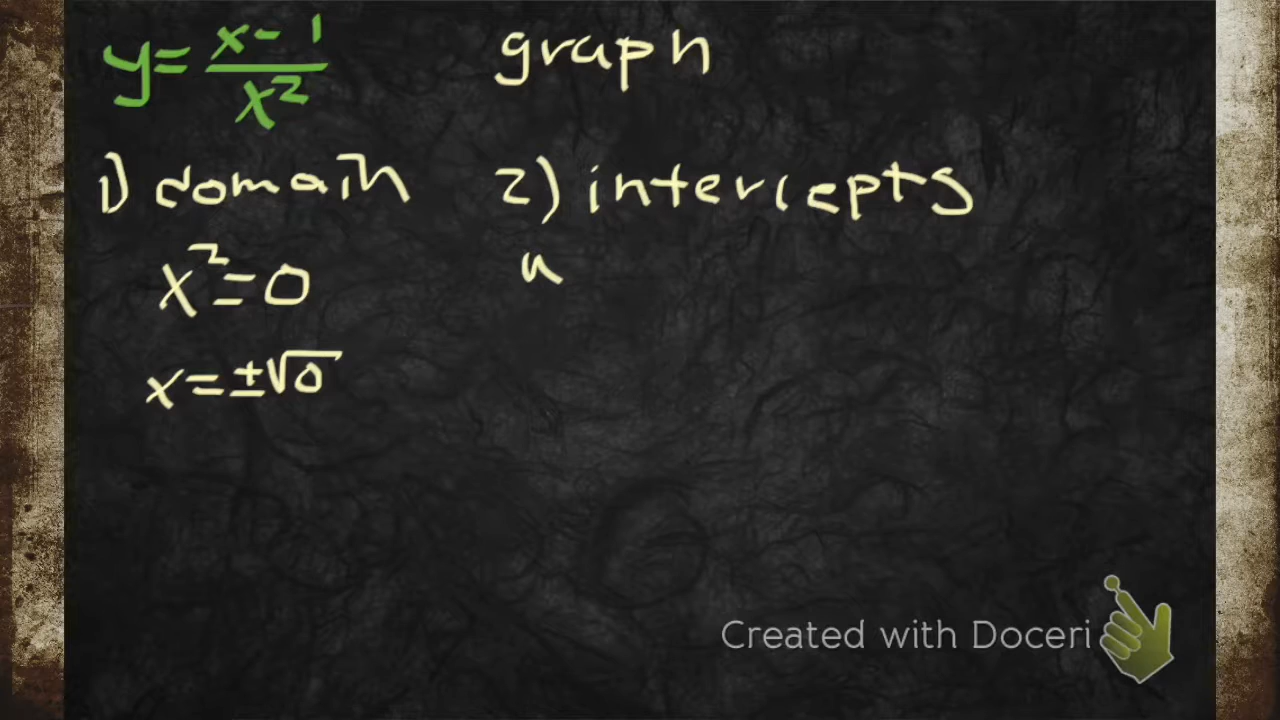 y = x-1 / x² graph
1) domain 2) intercepts
x² = 0
x = ±√0
Created with Doceri